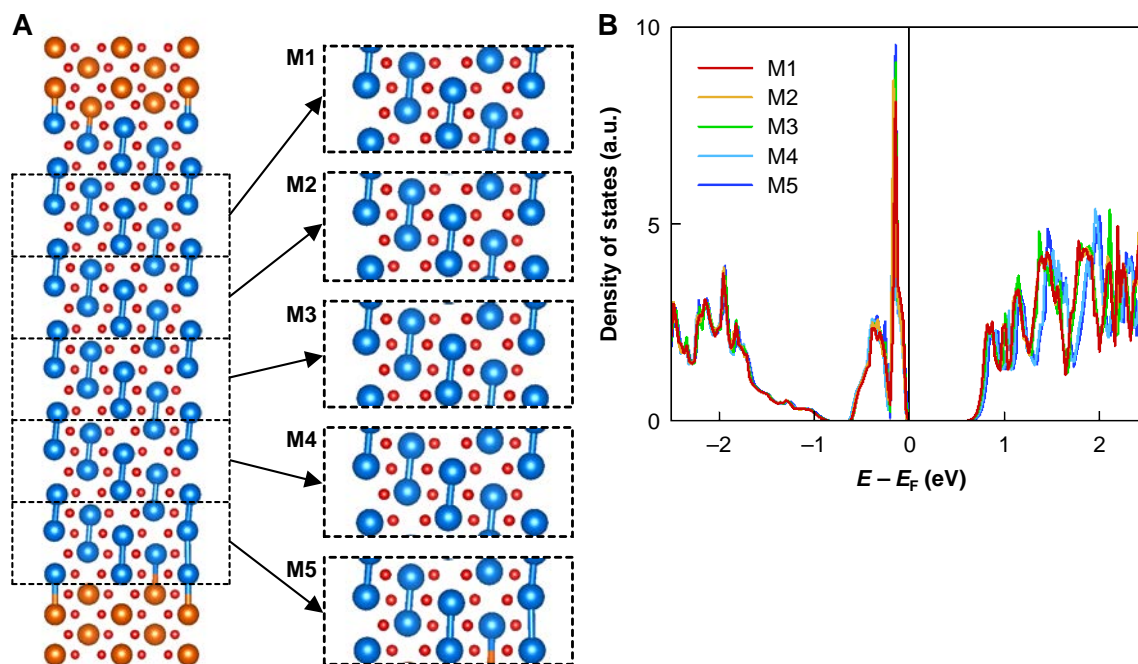 A
M1
M2
M3
M4
M5
B
10
5
0
M1
M2
M3
M4
M5
Density of states (a.u.)
–2
–1
0
1
2
E – EF (eV)